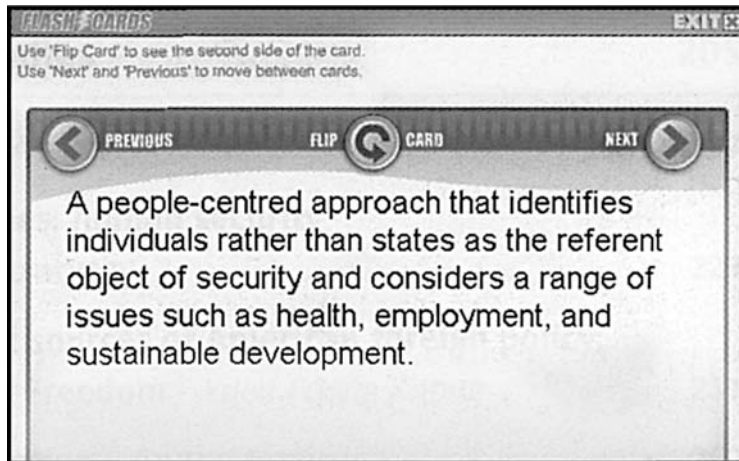 FLASH CARDS
EXIT
Use 'Flip Card' to see the second side of the card.
Use 'Next' and 'Previous' to move between cards.
PREVIOUS
FLIP
CARD
NEXT
A people-centred approach that identifies
individuals rather than states as the referent
object of security and considers a range of
issues such as health, employment, and
sustainable development.